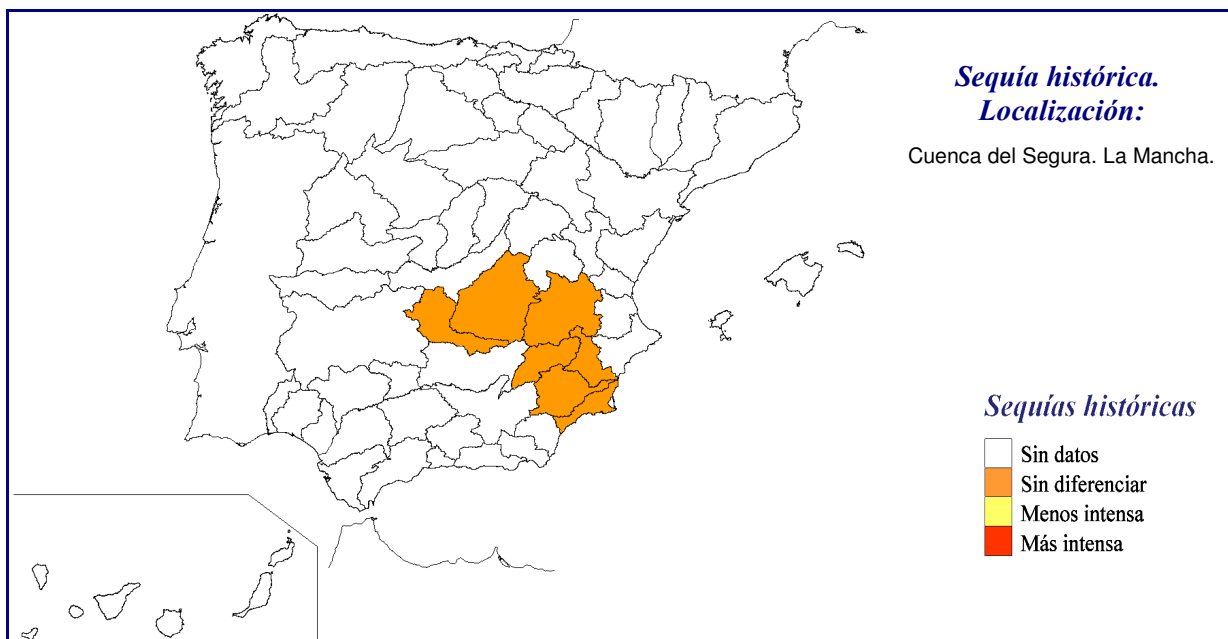 Sequía histórica.
Localización:
Cuenca del Segura. La Mancha.
Sequías históricas
Sin datos
Sin diferenciar
Menos intensa
Más intensa